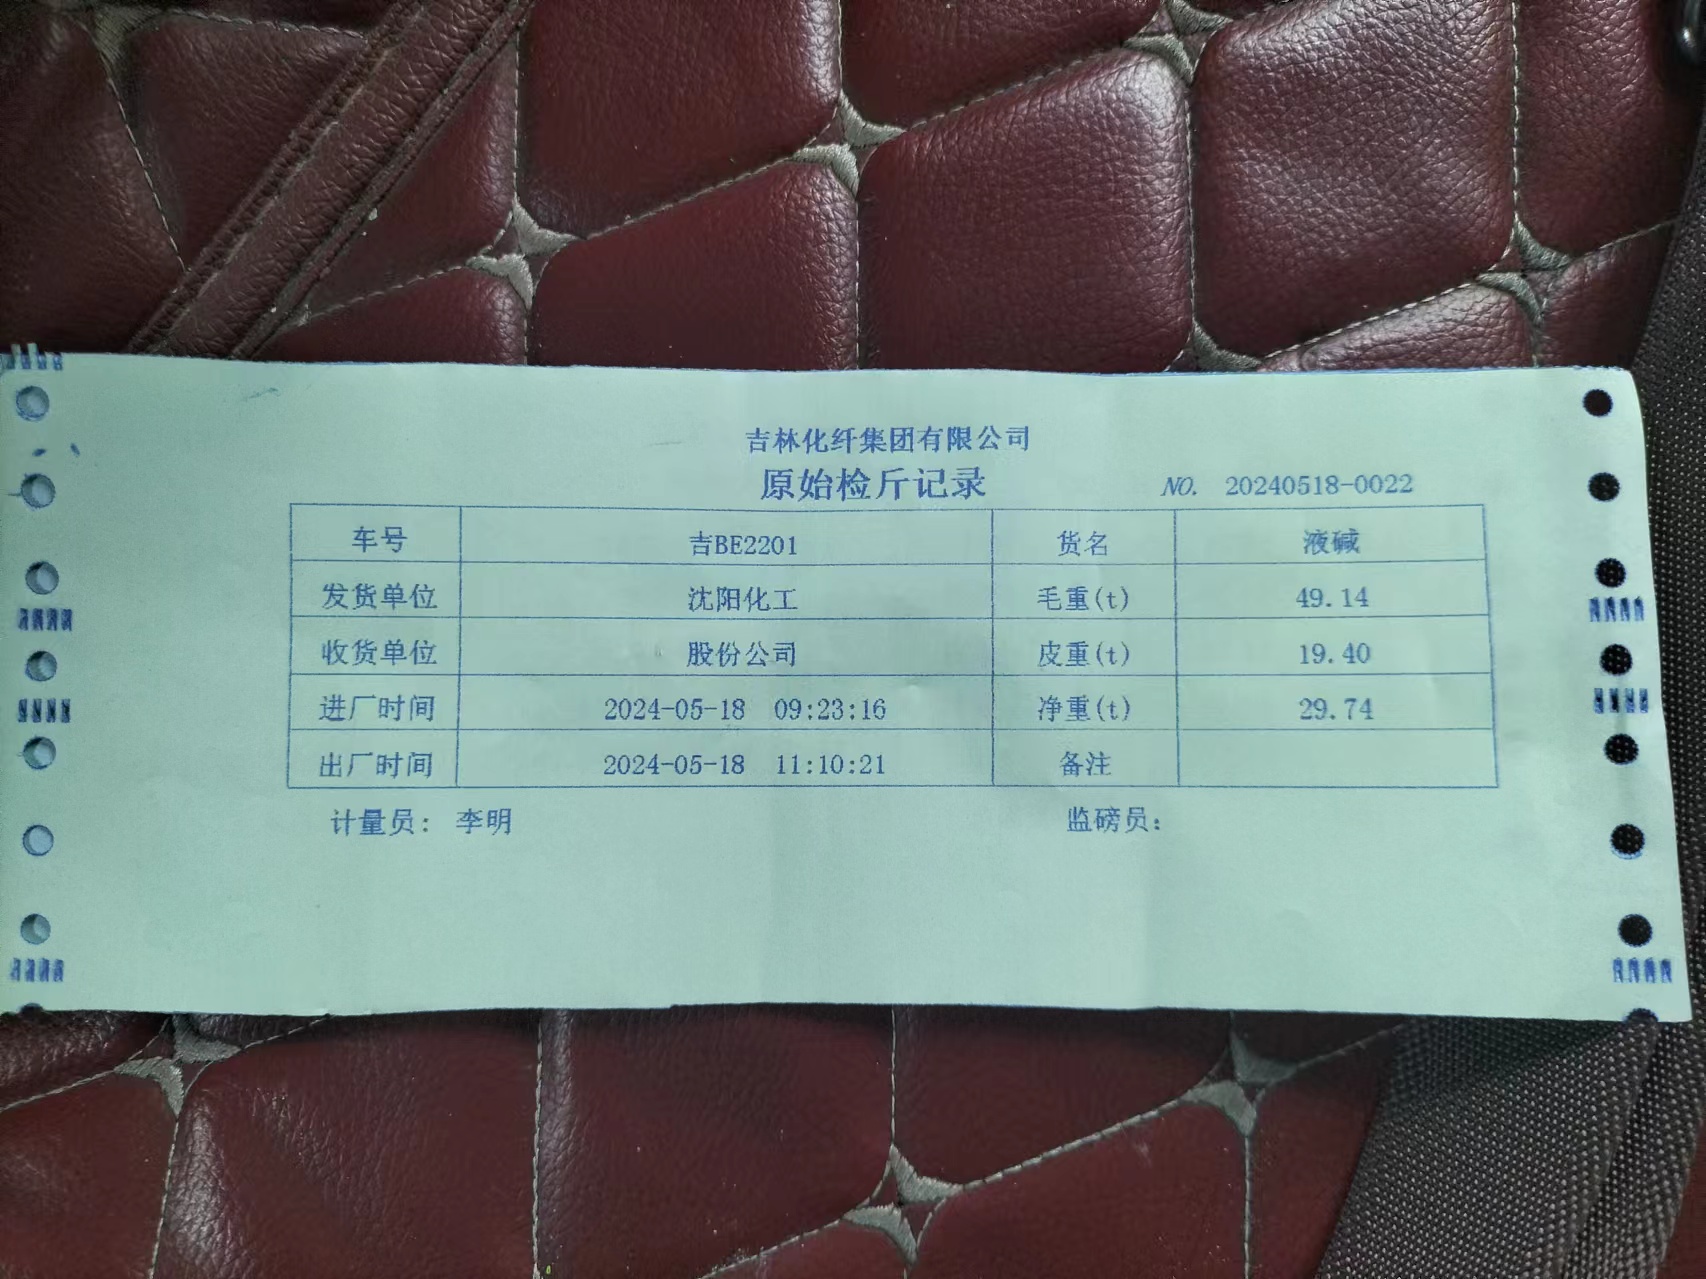 吉林化纤集团有限公司
原始检斤记录 NO. 20240518-0022
车号 吉BE2201 货名 液碱
发货单位 沈阳化工 毛重(t) 49.14
收货单位 股份公司 皮重(t) 19.40
进厂时间 2024-05-18 09:23:16 净重(t) 29.74
出厂时间 2024-05-18 11:10:21 备注
计量员: 李明 监磅员: